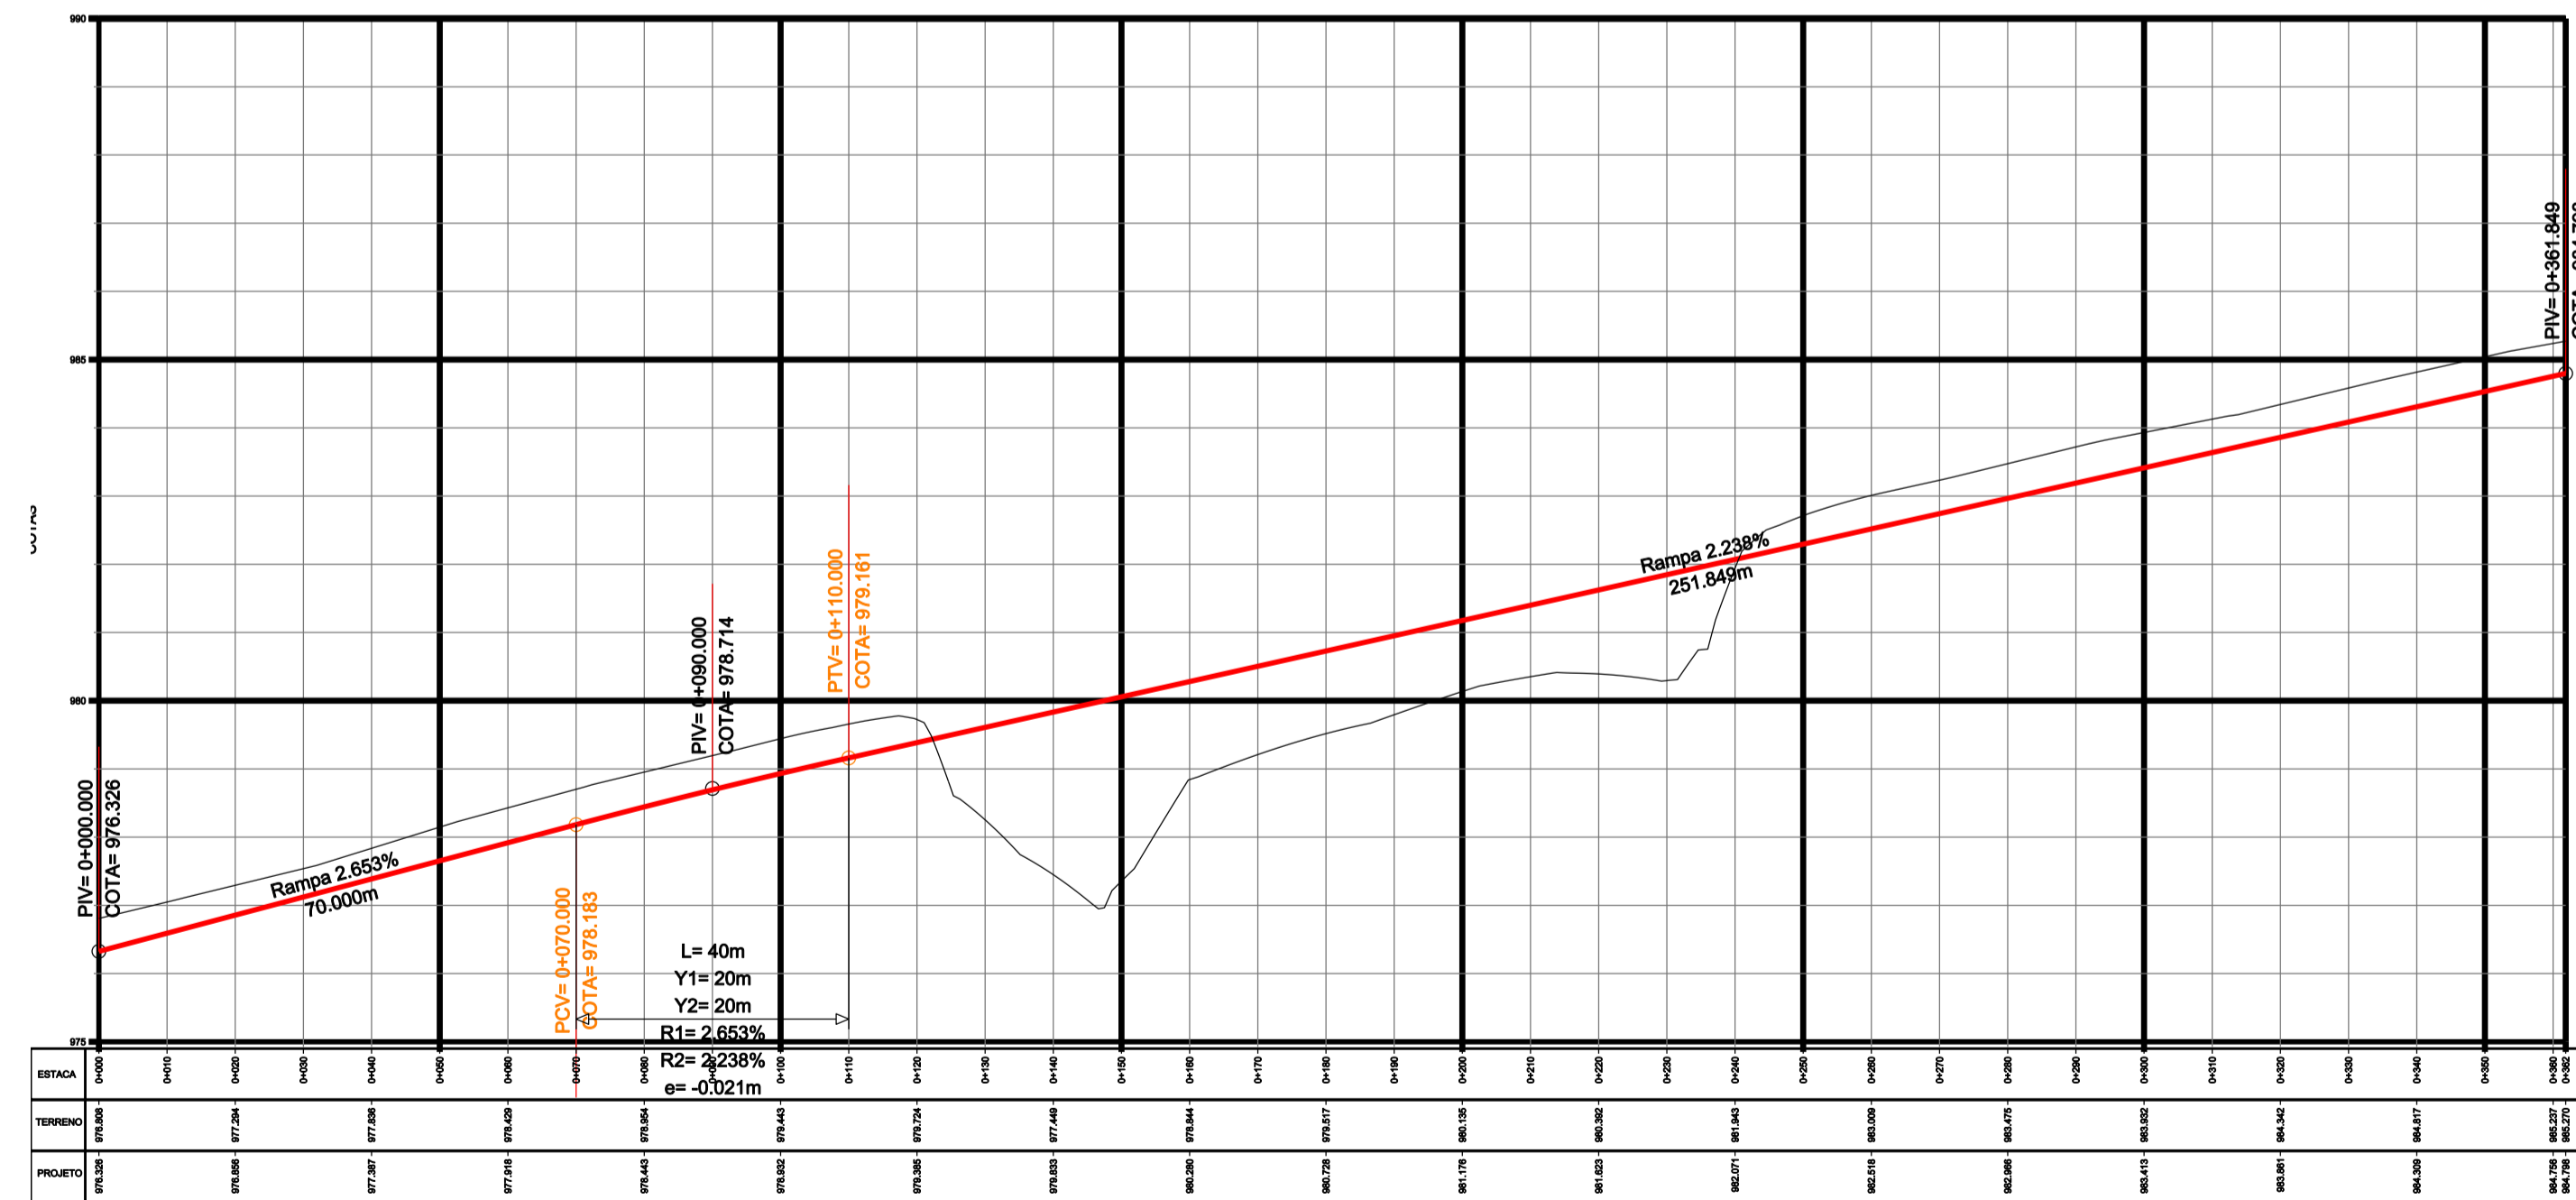 990
985
980
975
PIV= 0+000.000
COTA= 976.326
Rampa 2.653%
70.000m
PCV= 0+070.000
COTA= 978.183
PIV= 0+090.000
COTA= 978.714
PTV= 0+110.000
COTA= 979.161
L= 40m
Y1= 20m
Y2= 20m
R1= 2.653%
R2= 2.238%
e= -0.021m
Rampa 2.238%
251.849m
PIV= 0+361.849
ESTACA 0+000 0+010 0+020 0+030 0+040 0+050 0+060 0+070 0+080 0+090 0+100 0+110 0+120 0+130 0+140 0+150 0+160 0+170 0+180 0+190 0+200 0+210 0+220 0+230 0+240 0+250 0+260 0+270 0+280 0+290 0+300 0+310 0+320 0+330 0+340 0+350 0+360 0+362
TERRENO 976.808 977.294 977.836 978.429 978.954 979.443 979.724 977.449 978.844 979.517 980.135 980.392 981.943 983.009 983.475 983.932 984.342 984.817 985.237 985.270
PROJETO 976.326 976.856 977.387 977.918 978.443 978.932 979.385 979.833 980.280 980.728 981.176 981.623 982.071 982.518 982.966 983.413 983.861 984.309 984.756 984.798